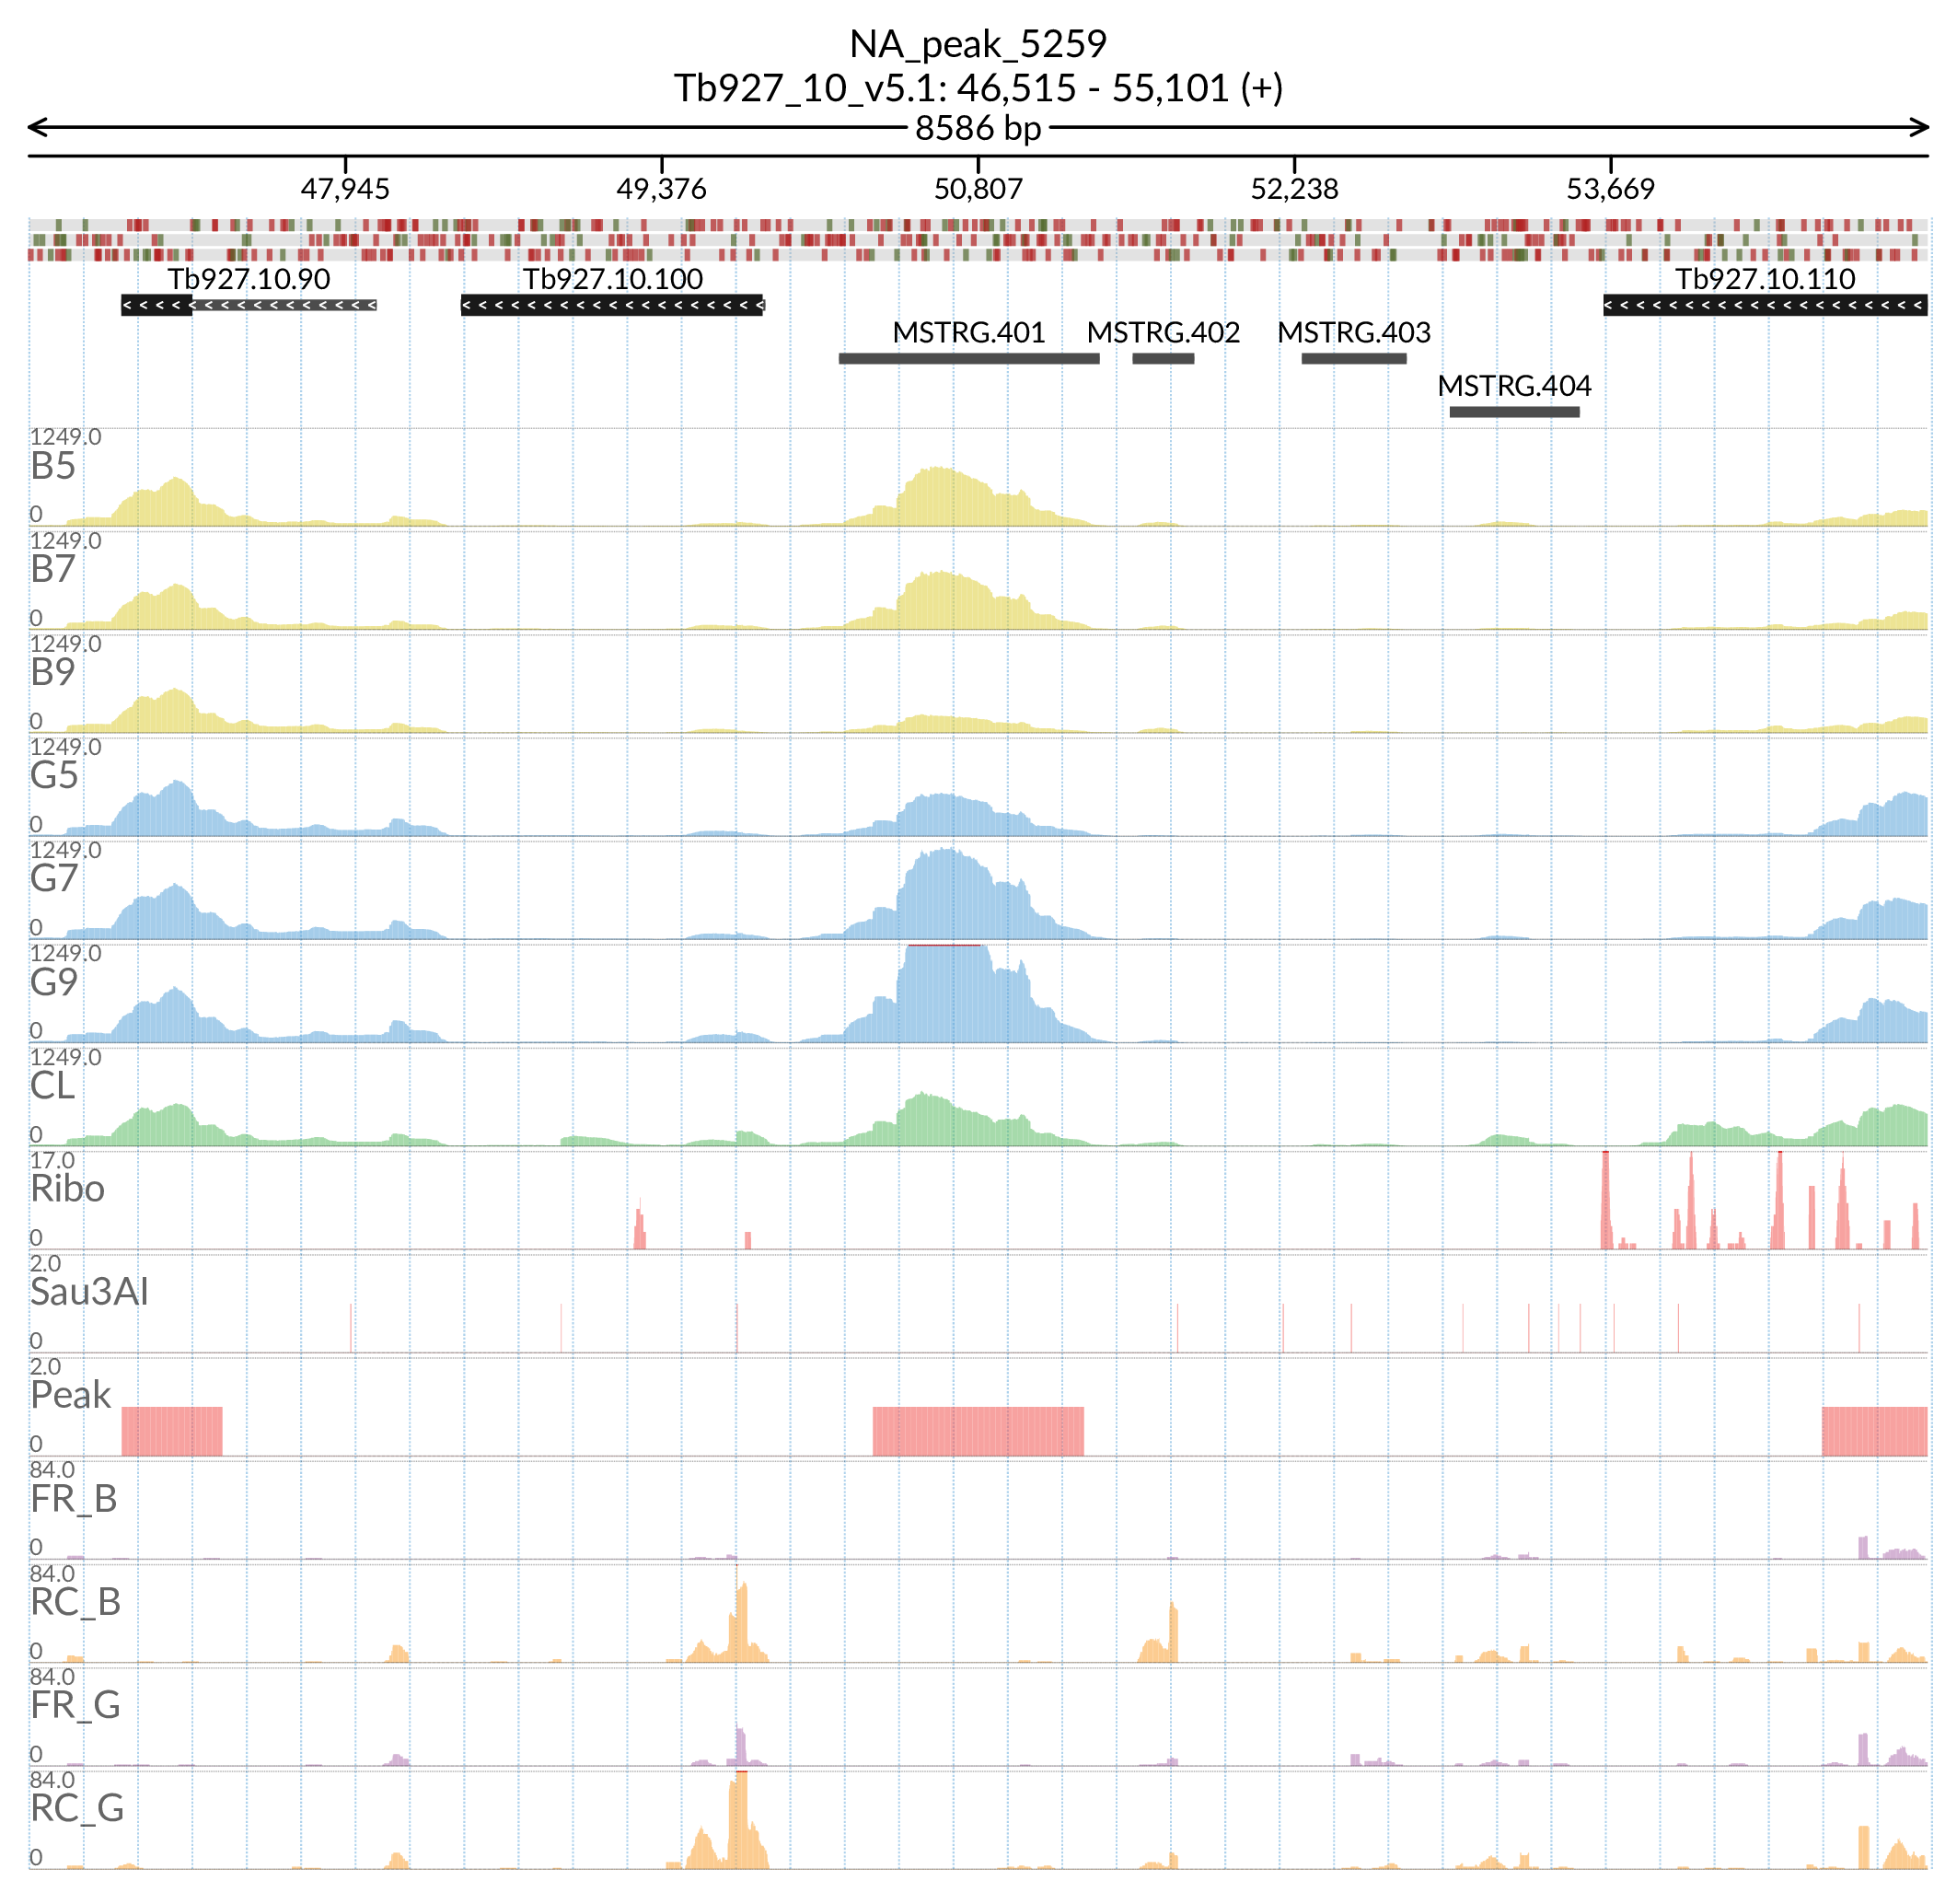 NA_peak_5259
Tb927_10_v5.1: 46,515 - 55,101 (+)
8586 bp
47,945 49,376 50,807 52,238 53,669
Tb927.10.90 Tb927.10.100 Tb927.10.110
MSTRG.401 MSTRG.402 MSTRG.403
MSTRG.404
1249.0
B5
0
1249.0
B7
0
1249.0
B9
0
1249.0
G5
0
1249.0
G7
0
1249.0
G9
0
1249.0
CL
0
17.0
Ribo
0
2.0
Sau3AI
0
2.0
Peak
0
84.0
FR_B
0
84.0
RC_B
0
84.0
FR_G
0
84.0
RC_G
0